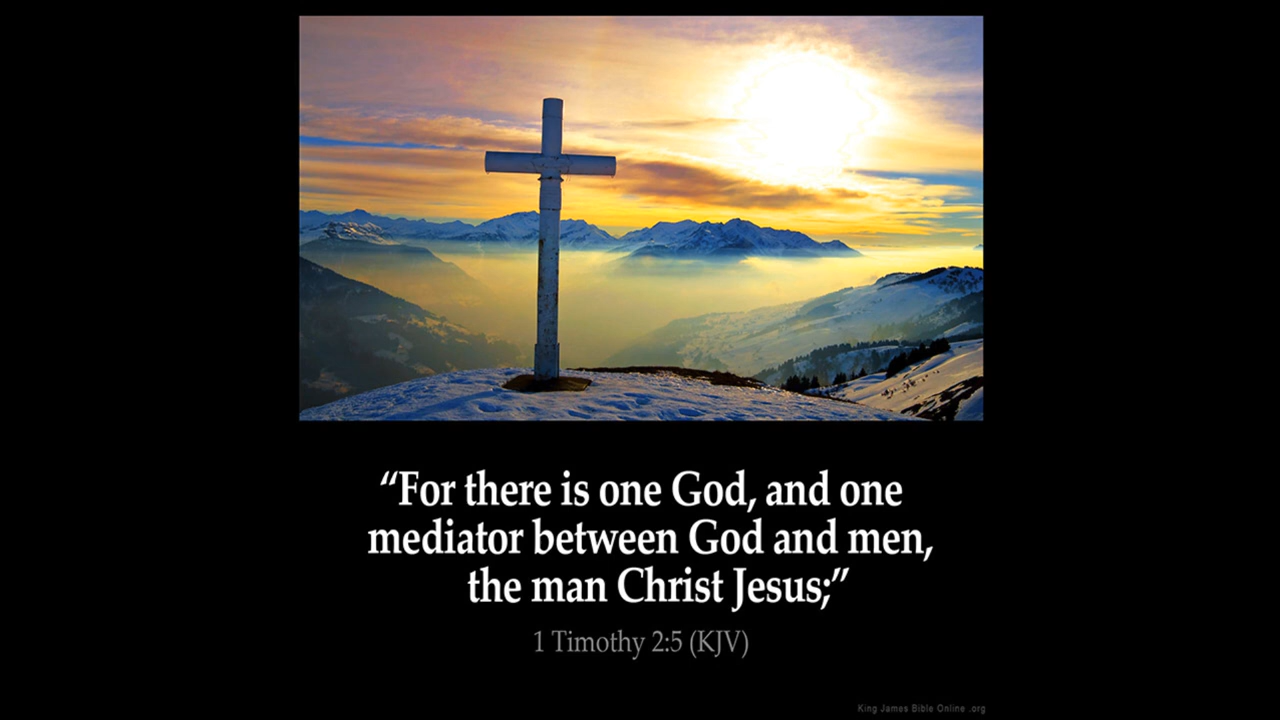 “For there is one God, and one
mediator between God and men,
the man Christ Jesus;”
1 Timothy 2:5 (KJV)
King James Bible Online .org